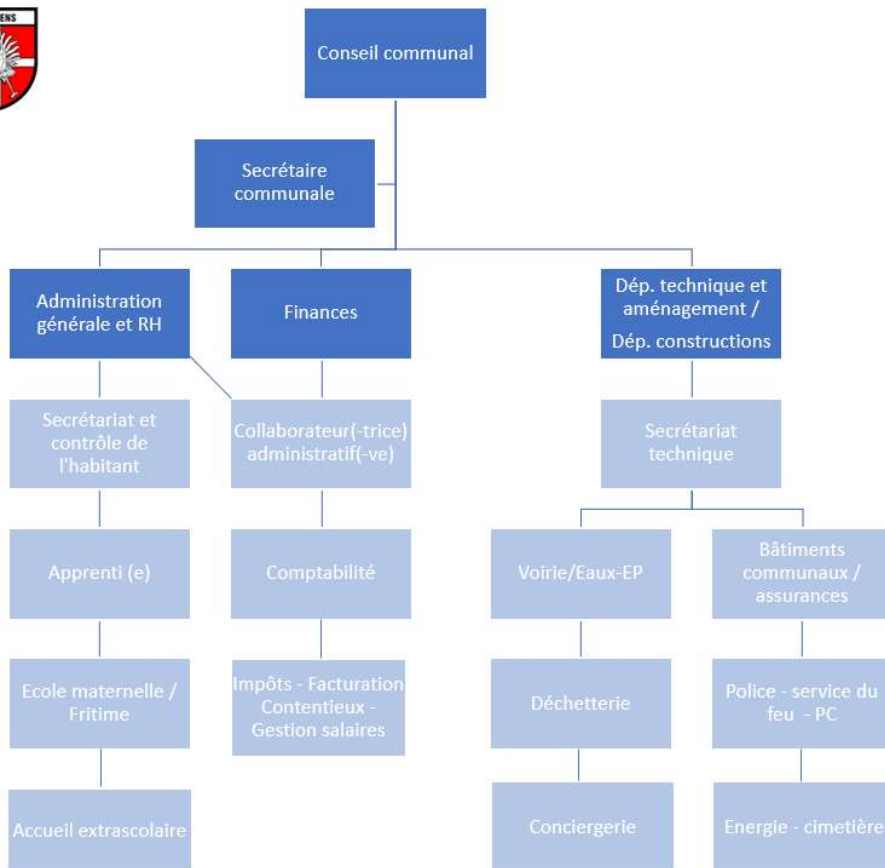 ENS
Conseil communal
Secrétaire
communale
Administration
générale et RH
Finances
Dép. technique et
aménagement /
Dép. constructions
Secrétariat et
contrôle de
l'habitant
Collaborateur(-trice)
administratif(-ve)
Secrétariat
technique
Apprenti (e)
Comptabilité
Voirie/Eaux-EP
Bâtiments
communaux /
assurances
Ecole maternelle /
Fritime
Impôts - Facturation
Contentieux -
Gestion salaires
Déchetterie
Police - service du
feu - PC
Accueil extrascolaire
Conciergerie
Energie - cimetière